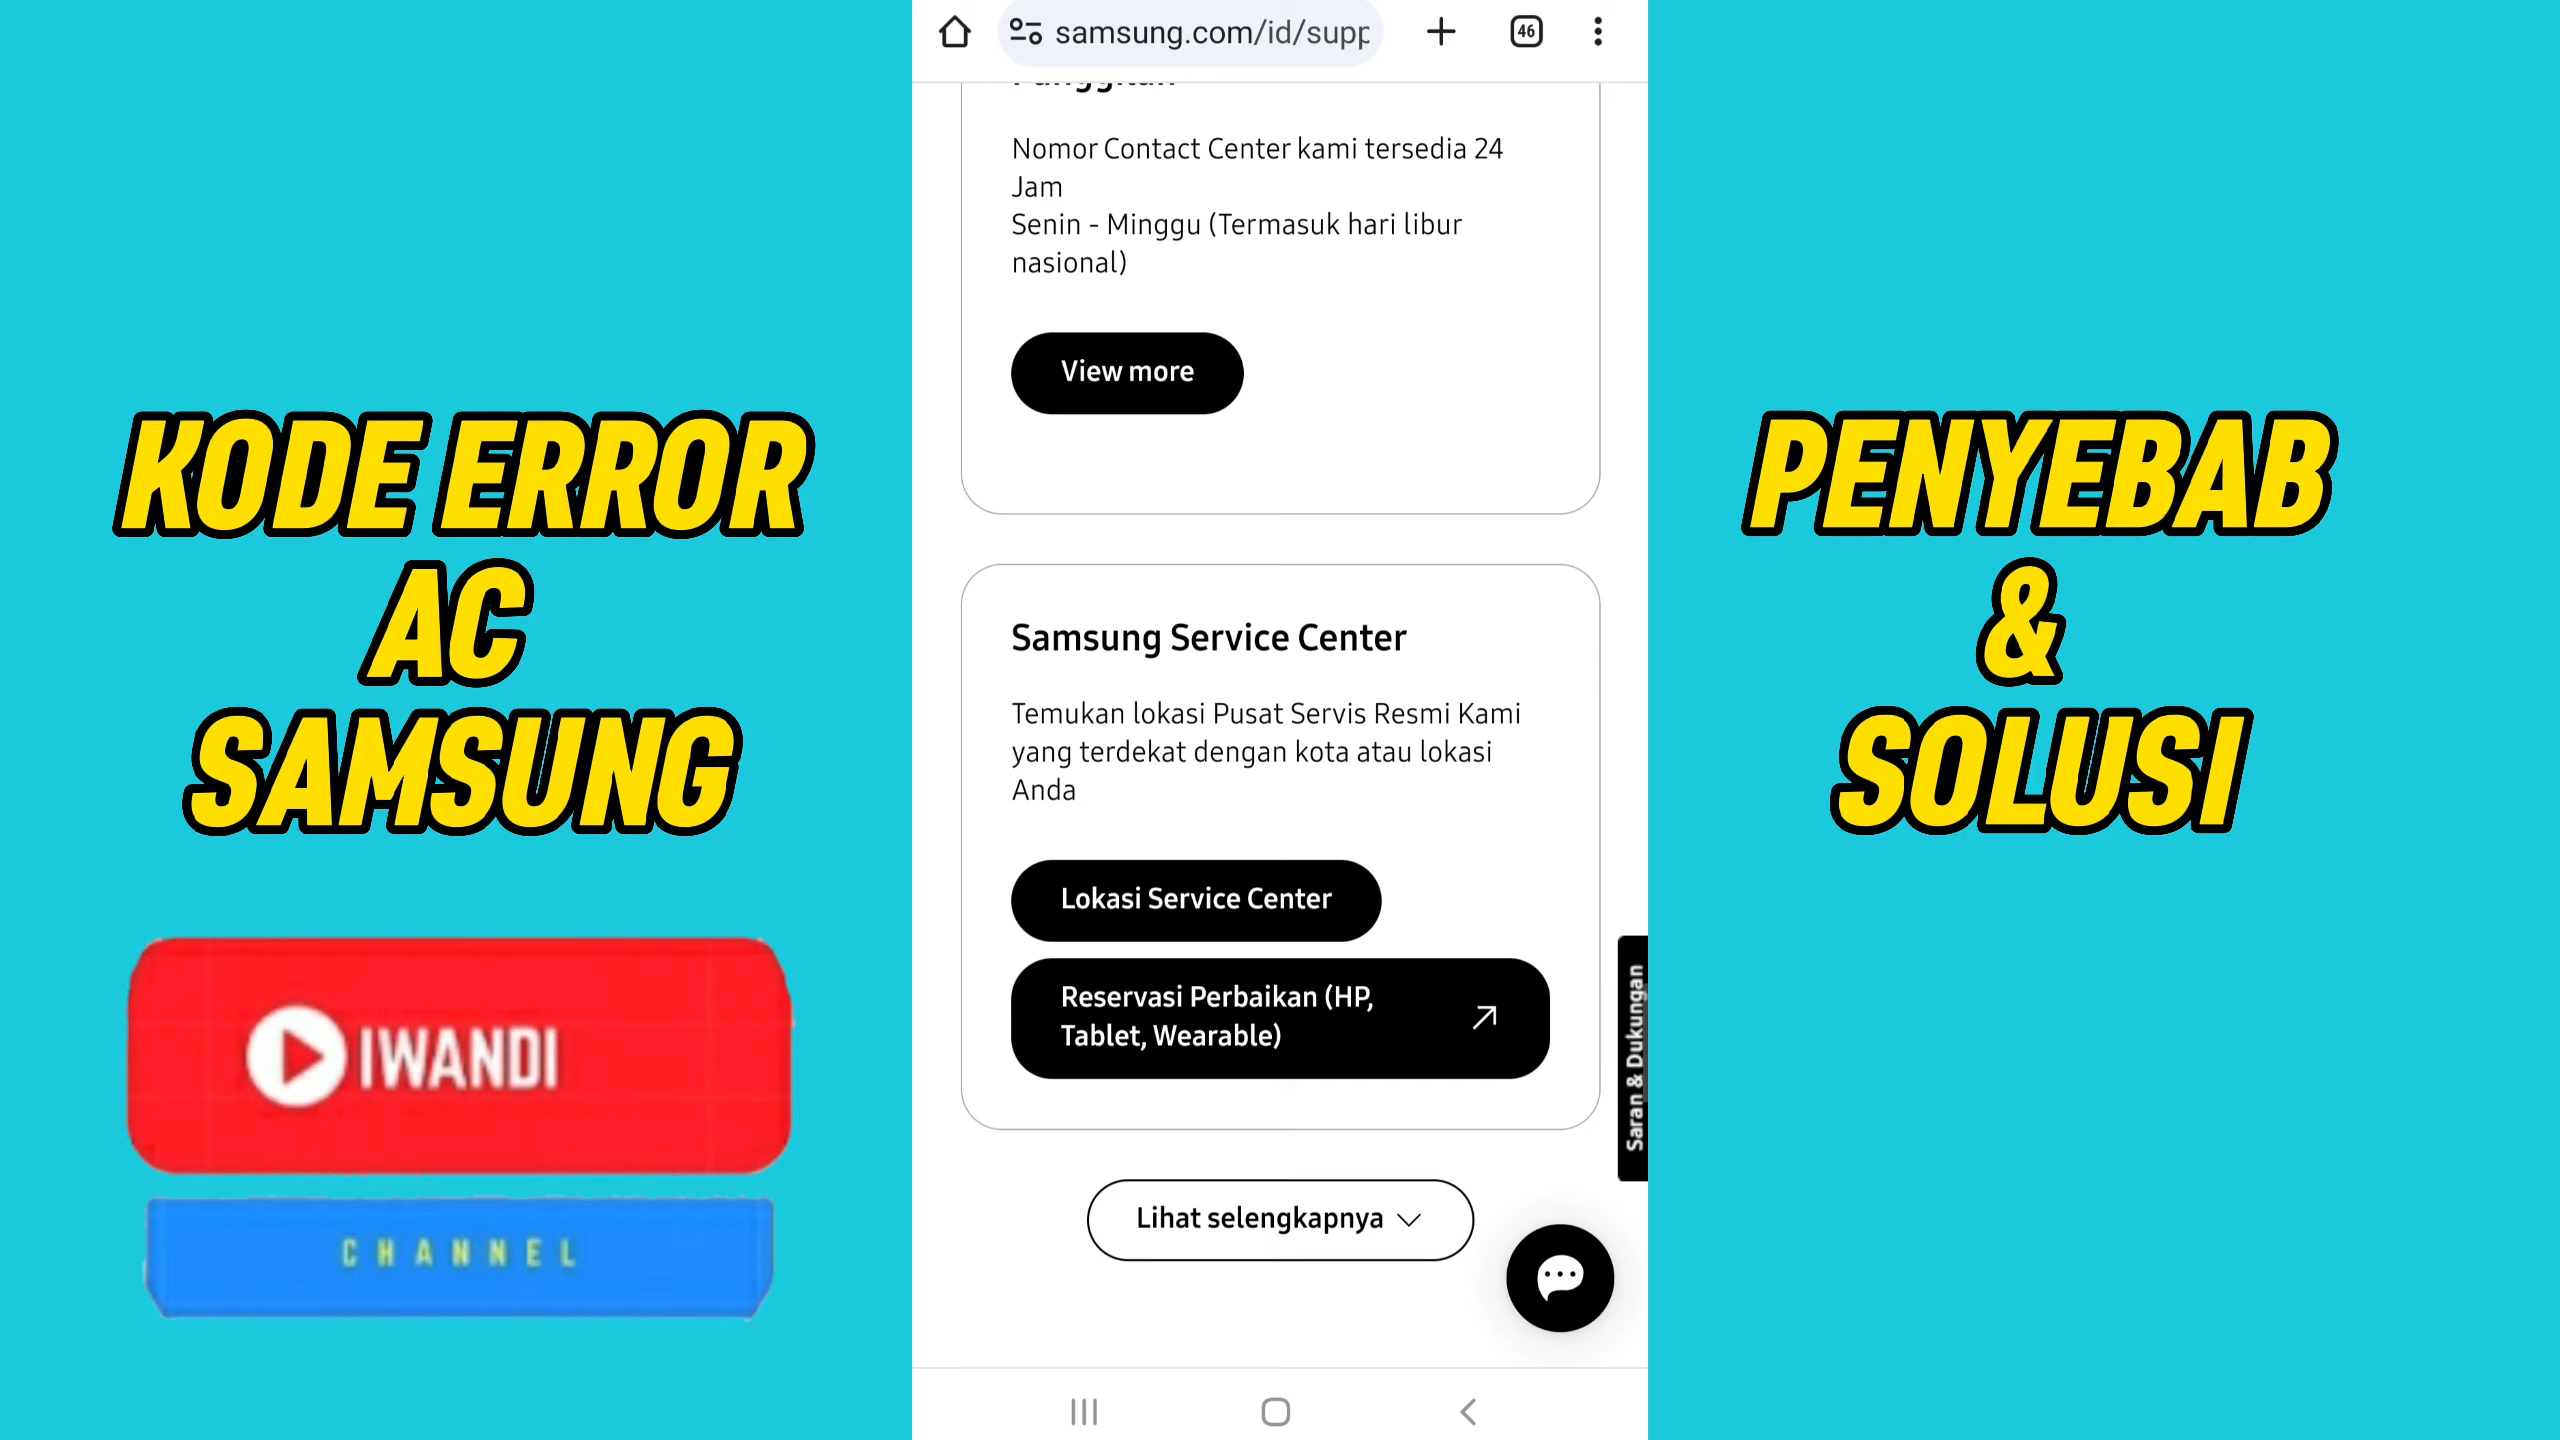 samsung.com/id/supp
46
Nomor Contact Center kami tersedia 24
Jam
Senin - Minggu (Termasuk hari libur
nasional)
View more
Samsung Service Center
Temukan lokasi Pusat Servis Resmi Kami
yang terdekat dengan kota atau lokasi
Anda
Lokasi Service Center
Reservasi Perbaikan (HP,
Tablet, Wearable)
Lihat selengkapnya
Saran & Dukungan
KODE ERROR
AC
SAMSUNG
IWANDI
CHANNEL
PENYEBAB
&
SOLUSI